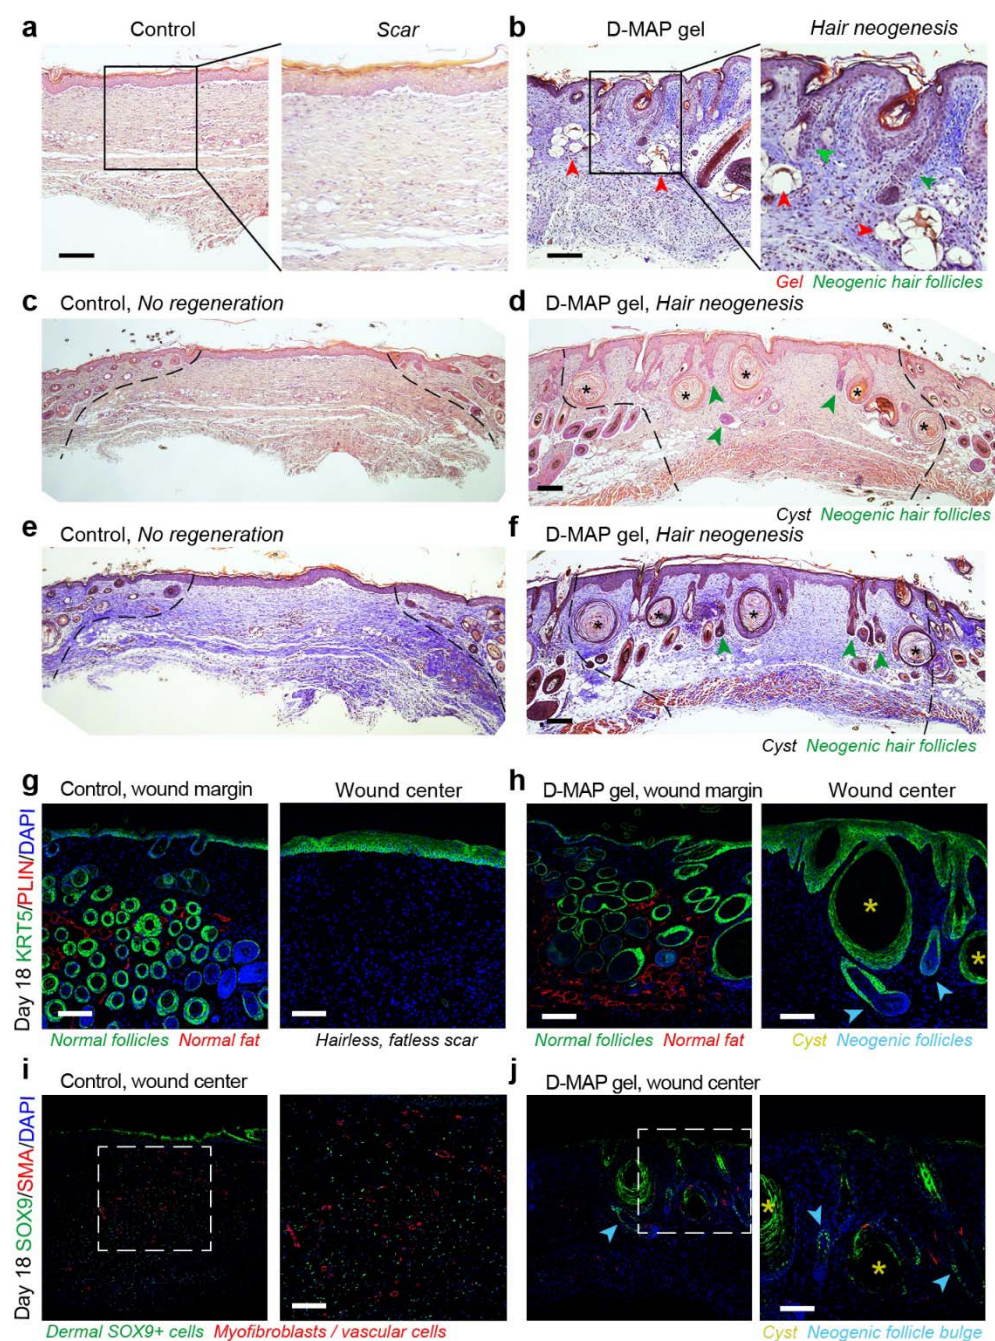 a Control Scar
b D-MAP gel Hair neogenesis
Gel Neogenic hair follicles
c Control, No regeneration
d D-MAP gel, Hair neogenesis
* * * * *
Cyst Neogenic hair follicles
e Control, No regeneration
f D-MAP gel, Hair neogenesis
* * * *
Cyst Neogenic hair follicles
g Control, wound margin Wound center
h D-MAP gel, wound margin Wound center
Day 18 KRT5/PLIN/DAPI
* *
Normal follicles Normal fat Hairless, fatless scar
Normal follicles Normal fat Cyst Neogenic follicles
i Control, wound center
j D-MAP gel, wound center
Day 18 SOX9/SMA/DAPI
* *
Dermal SOX9+ cells Myofibroblasts / vascular cells
Cyst Neogenic follicle bulge